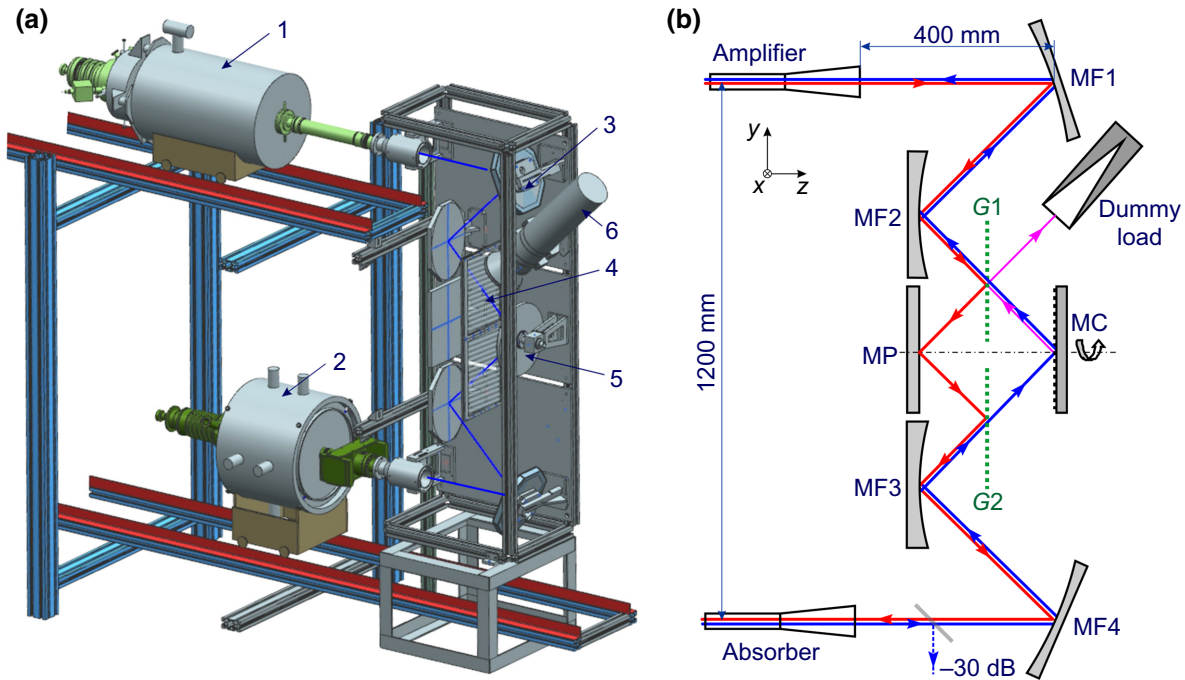 (a)
1
3
6
4
2
5
(b)
400 mm
Amplifier
MF1
y
x
z
MF2
G1
Dummy
load
1200 mm
MP
MC
MF3
G2
Absorber
MF4
–30 dB